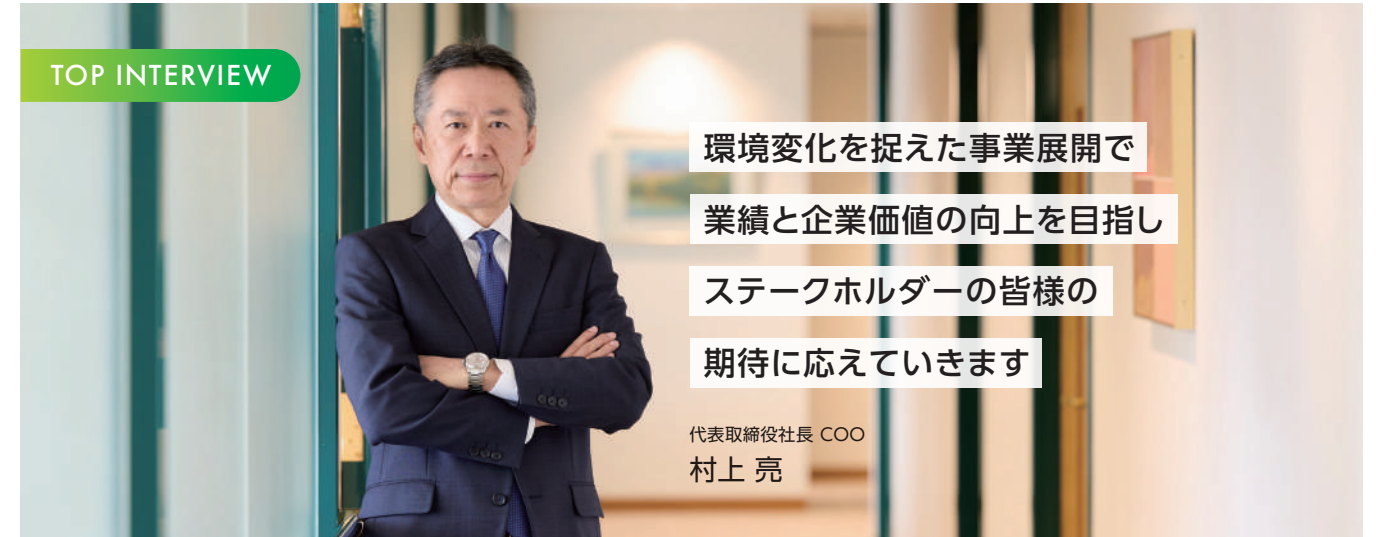 TOP INTERVIEW
環境変化を捉えた事業展開で
業績と企業価値の向上を目指し
ステークホルダーの皆様の
期待に応えていきます
代表取締役社長 COO
村上 亮